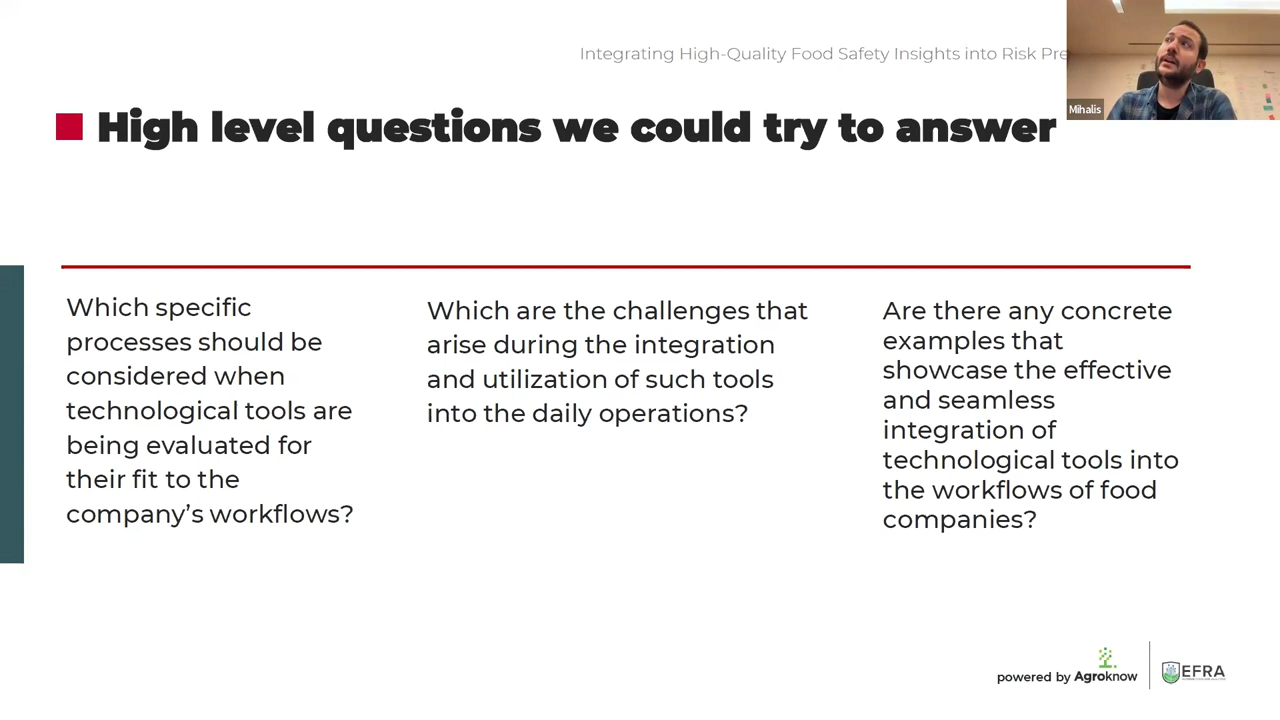 Integrating High-Quality Food Safety Insights into Risk Pre
Mihalis
High level questions we could try to answer
Which specific
processes should be
considered when
technological tools are
being evaluated for
their fit to the
company's workflows?
Which are the challenges that
arise during the integration
and utilization of such tools
into the daily operations?
Are there any concrete
examples that
showcase the effective
and seamless
integration of
technological tools into
the workflows of food
companies?
powered by Agroknow
EFRA